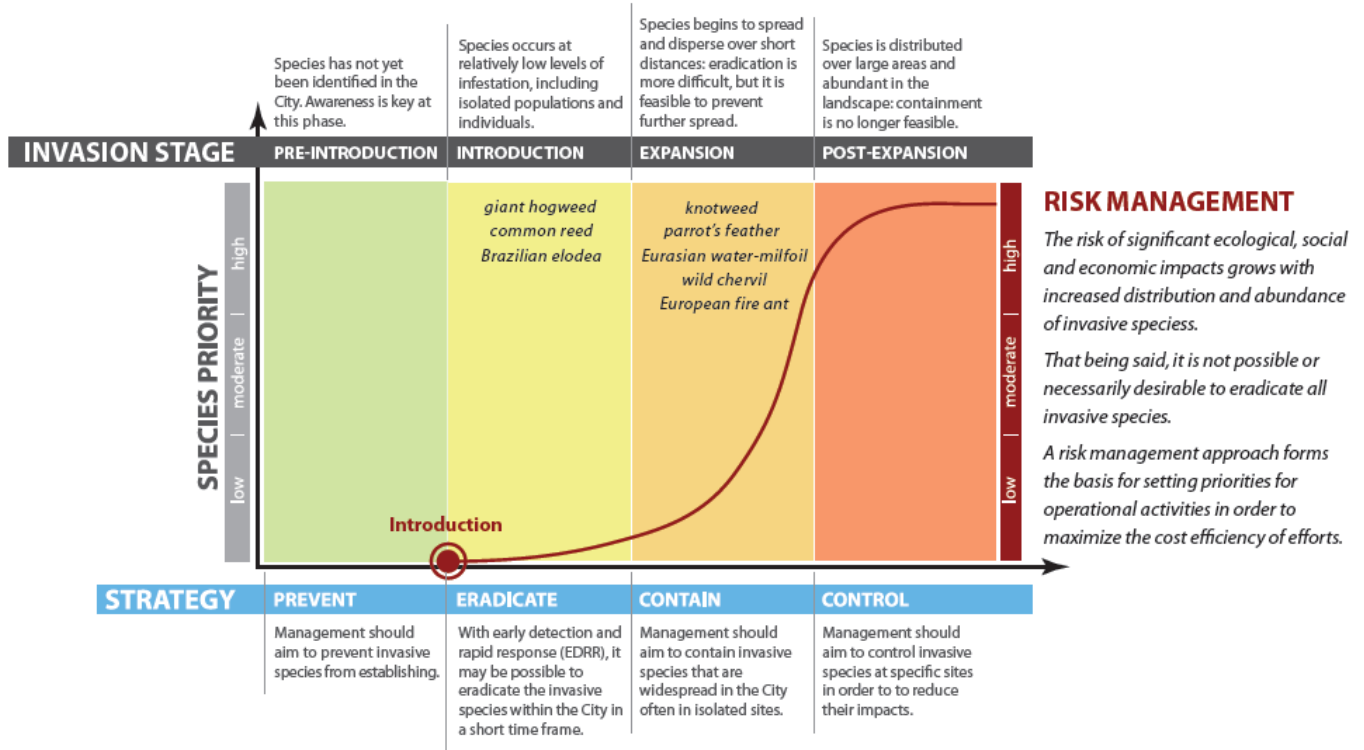 Species has not yet
been identified in the
City. Awareness is key at
this phase.
Species occurs at
relatively low levels of
infestation, including
isolated populations and
individuals.
Species begins to spread
and disperse over short
distances: eradication is
more difficult, but it is
feasible to prevent
further spread.
Species is distributed
over large areas and
abundant in the
landscape: containment
is no longer feasible.
INVASION STAGE
PRE-INTRODUCTION
INTRODUCTION
EXPANSION
POST-EXPANSION
SPECIES PRIORITY
high
moderate
low
giant hogweed
common reed
Brazilian elodea
knotweed
parrot's feather
Eurasian water-milfoil
wild chervil
European fire ant
Introduction
high
moderate
low
RISK MANAGEMENT
The risk of significant ecological, social
and economic impacts grows with
increased distribution and abundance
of invasive speciess.
That being said, it is not possible or
necessarily desirable to eradicate all
invasive species.
A risk management approach forms
the basis for setting priorities for
operational activities in order to
maximize the cost efficiency of efforts.
STRATEGY
PREVENT
ERADICATE
CONTAIN
CONTROL
Management should
aim to prevent invasive
species from establishing.
With early detection and
rapid response (EDRR), it
may be possible to
eradicate the invasive
species within the City in
a short time frame.
Management should
aim to contain invasive
species that are
widespread in the City
often in isolated sites.
Management should
aim to control invasive
species at specific sites
in order to to reduce
their impacts.